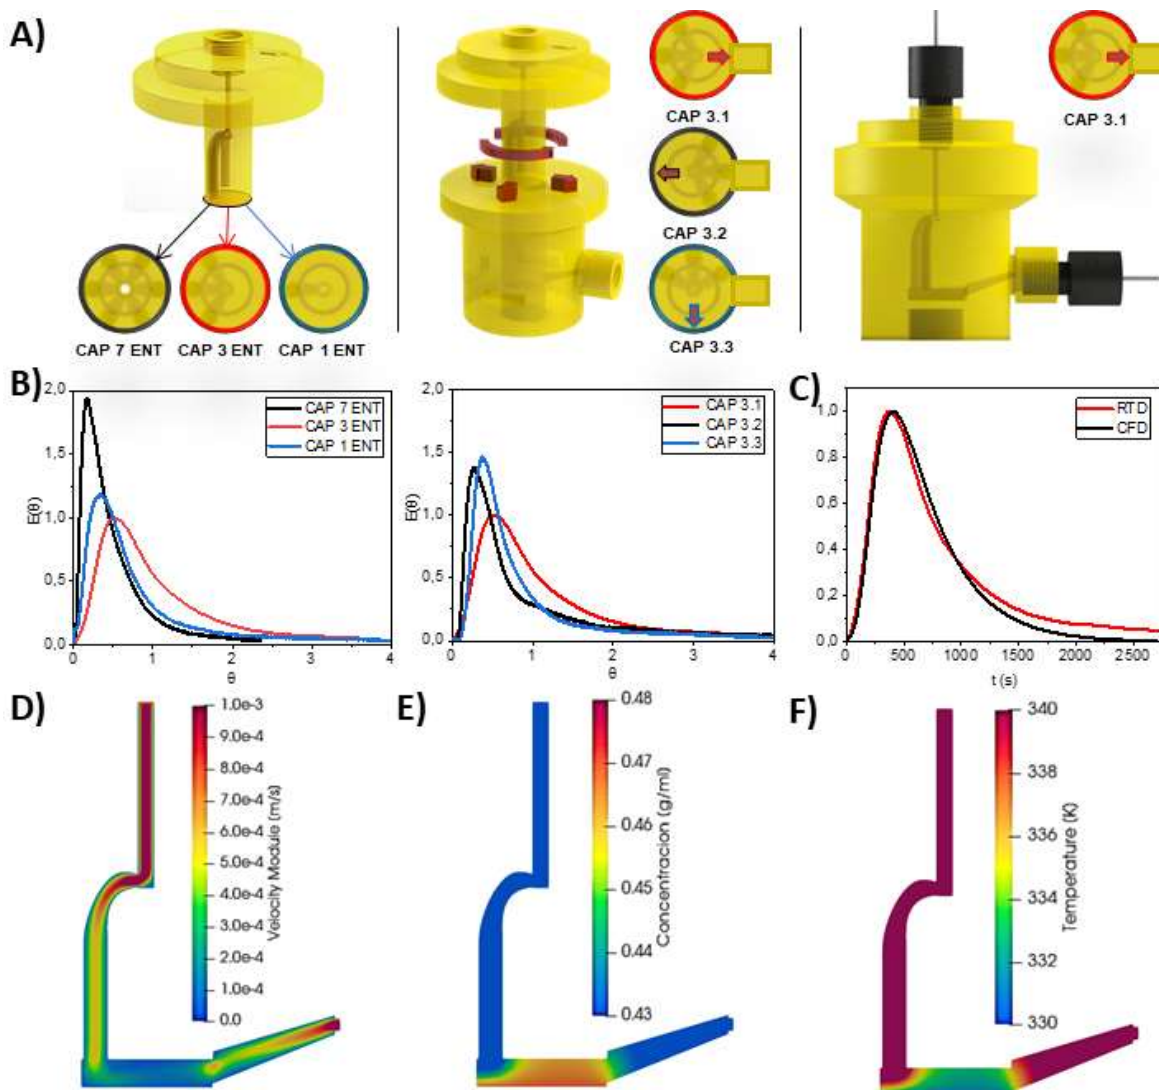 A)
CAP 7 ENT
CAP 3 ENT
CAP 1 ENT
CAP 3.1
CAP 3.2
CAP 3.3
CAP 3.1
B)
2,0
1,5
1,0
0,5
0,0
E(θ)
0 1 2 3 4
θ
CAP 7 ENT
CAP 3 ENT
CAP 1 ENT
2,0
1,5
1,0
0,5
0,0
E(θ)
0 1 2 3 4
θ
CAP 3.1
CAP 3.2
CAP 3.3
C)
1,0
0,8
0,6
0,4
0,2
0,0
0 500 1000 1500 2000 2500
t (s)
RTD
CFD
D)
1.0e-3
9.0e-4
8.0e-4
7.0e-4
6.0e-4
5.0e-4
4.0e-4
3.0e-4
2.0e-4
1.0e-4
0.0
Velocity Module (m/s)
E)
0.48
0.47
0.46
0.45
0.44
0.43
Concentracion (g/ml)
F)
340
338
336
334
332
330
Temperature (K)